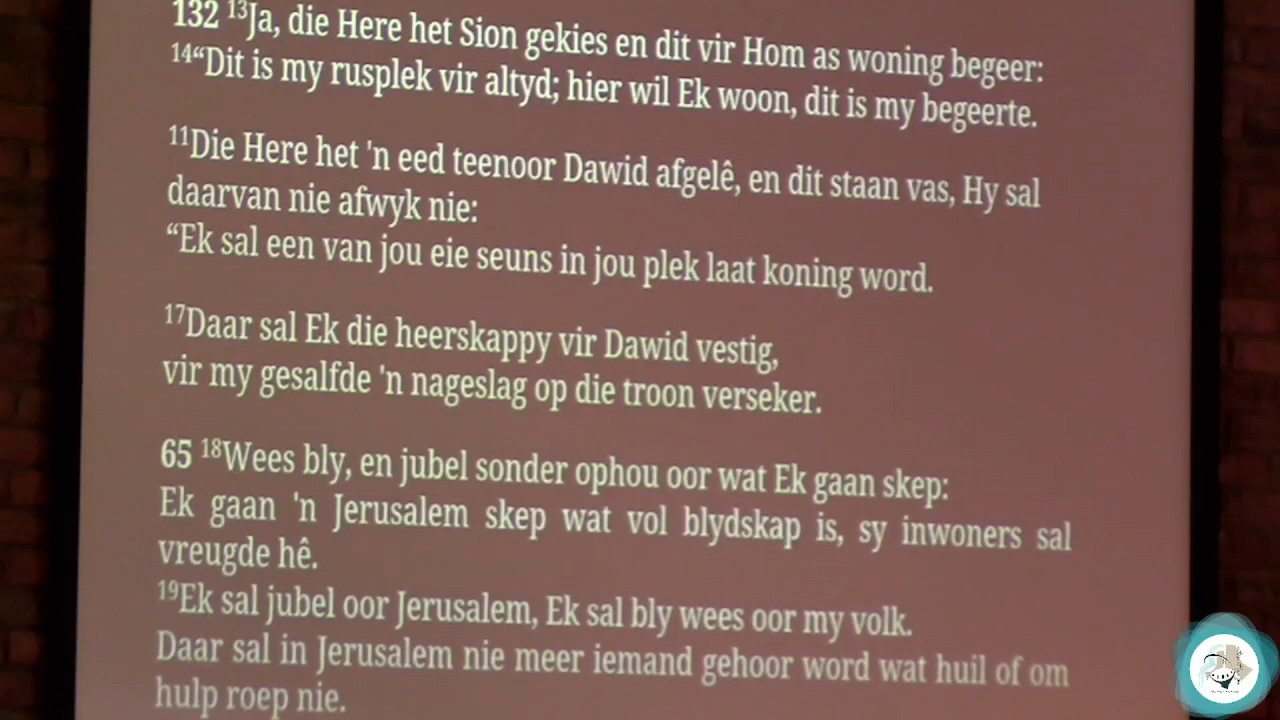 132 ¹³Ja, die Here het Sion gekies en dit vir Hom as woning begeer:
¹⁴“Dit is my rusplek vir altyd; hier wil Ek woon, dit is my begeerte.
¹¹Die Here het 'n eed teenoor Dawid afgelê, en dit staan vas, Hy sal
daarvan nie afwyk nie:
“Ek sal een van jou eie seuns in jou plek laat koning word.
¹⁷Daar sal Ek die heerskappy vir Dawid vestig,
vir my gesalfde 'n nageslag op die troon verseker.
65 ¹⁸Wees bly, en jubel sonder ophou oor wat Ek gaan skep:
Ek gaan 'n Jerusalem skep wat vol blydskap is, sy inwoners sal
vreugde hê.
¹⁹Ek sal jubel oor Jerusalem, Ek sal bly wees oor my volk.
Daar sal in Jerusalem nie meer iemand gehoor word wat huil of om
hulp roep nie.